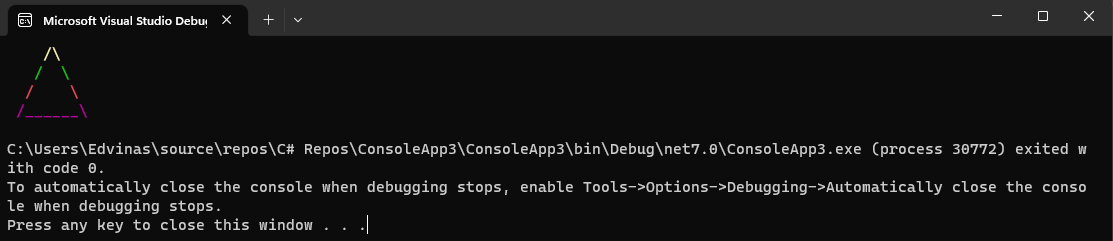 Microsoft Visual Studio Debu
    /\
   /  \
  /    \
 /______\
C:\Users\Edvinas\source\repos\C# Repos\ConsoleApp3\ConsoleApp3\bin\Debug\net7.0\ConsoleApp3.exe (process 30772) exited w
ith code 0.
To automatically close the console when debugging stops, enable Tools->Options->Debugging->Automatically close the conso
le when debugging stops.
Press any key to close this window . . .